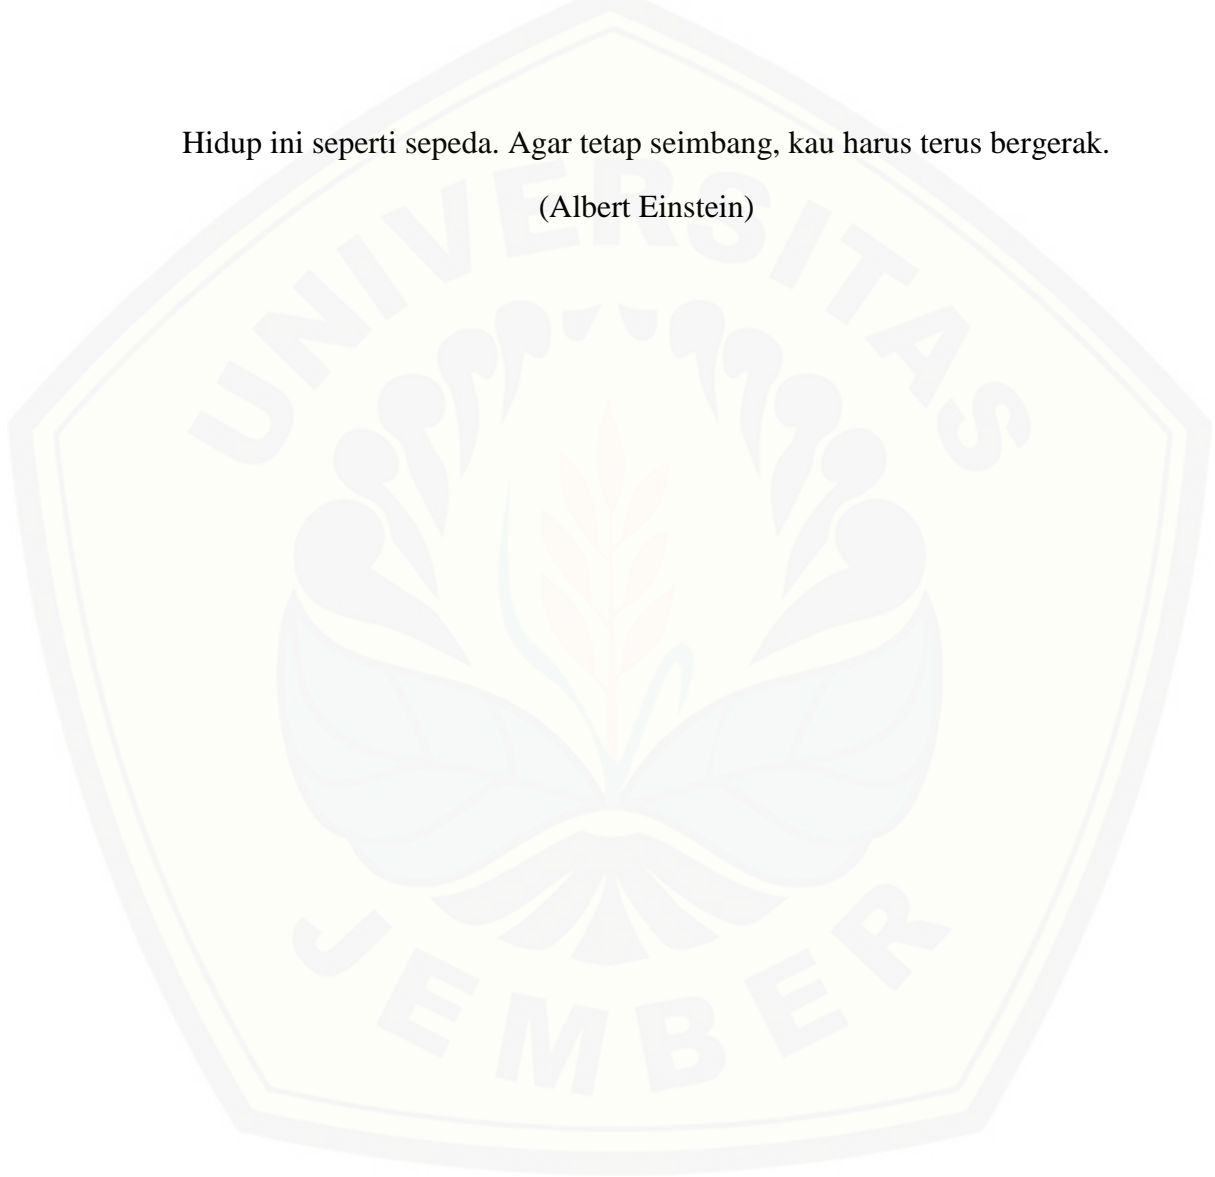 Hidup ini seperti sepeda. Agar tetap seimbang, kau harus terus bergerak.
(Albert Einstein)
UNIVERSITAS
JEMBER